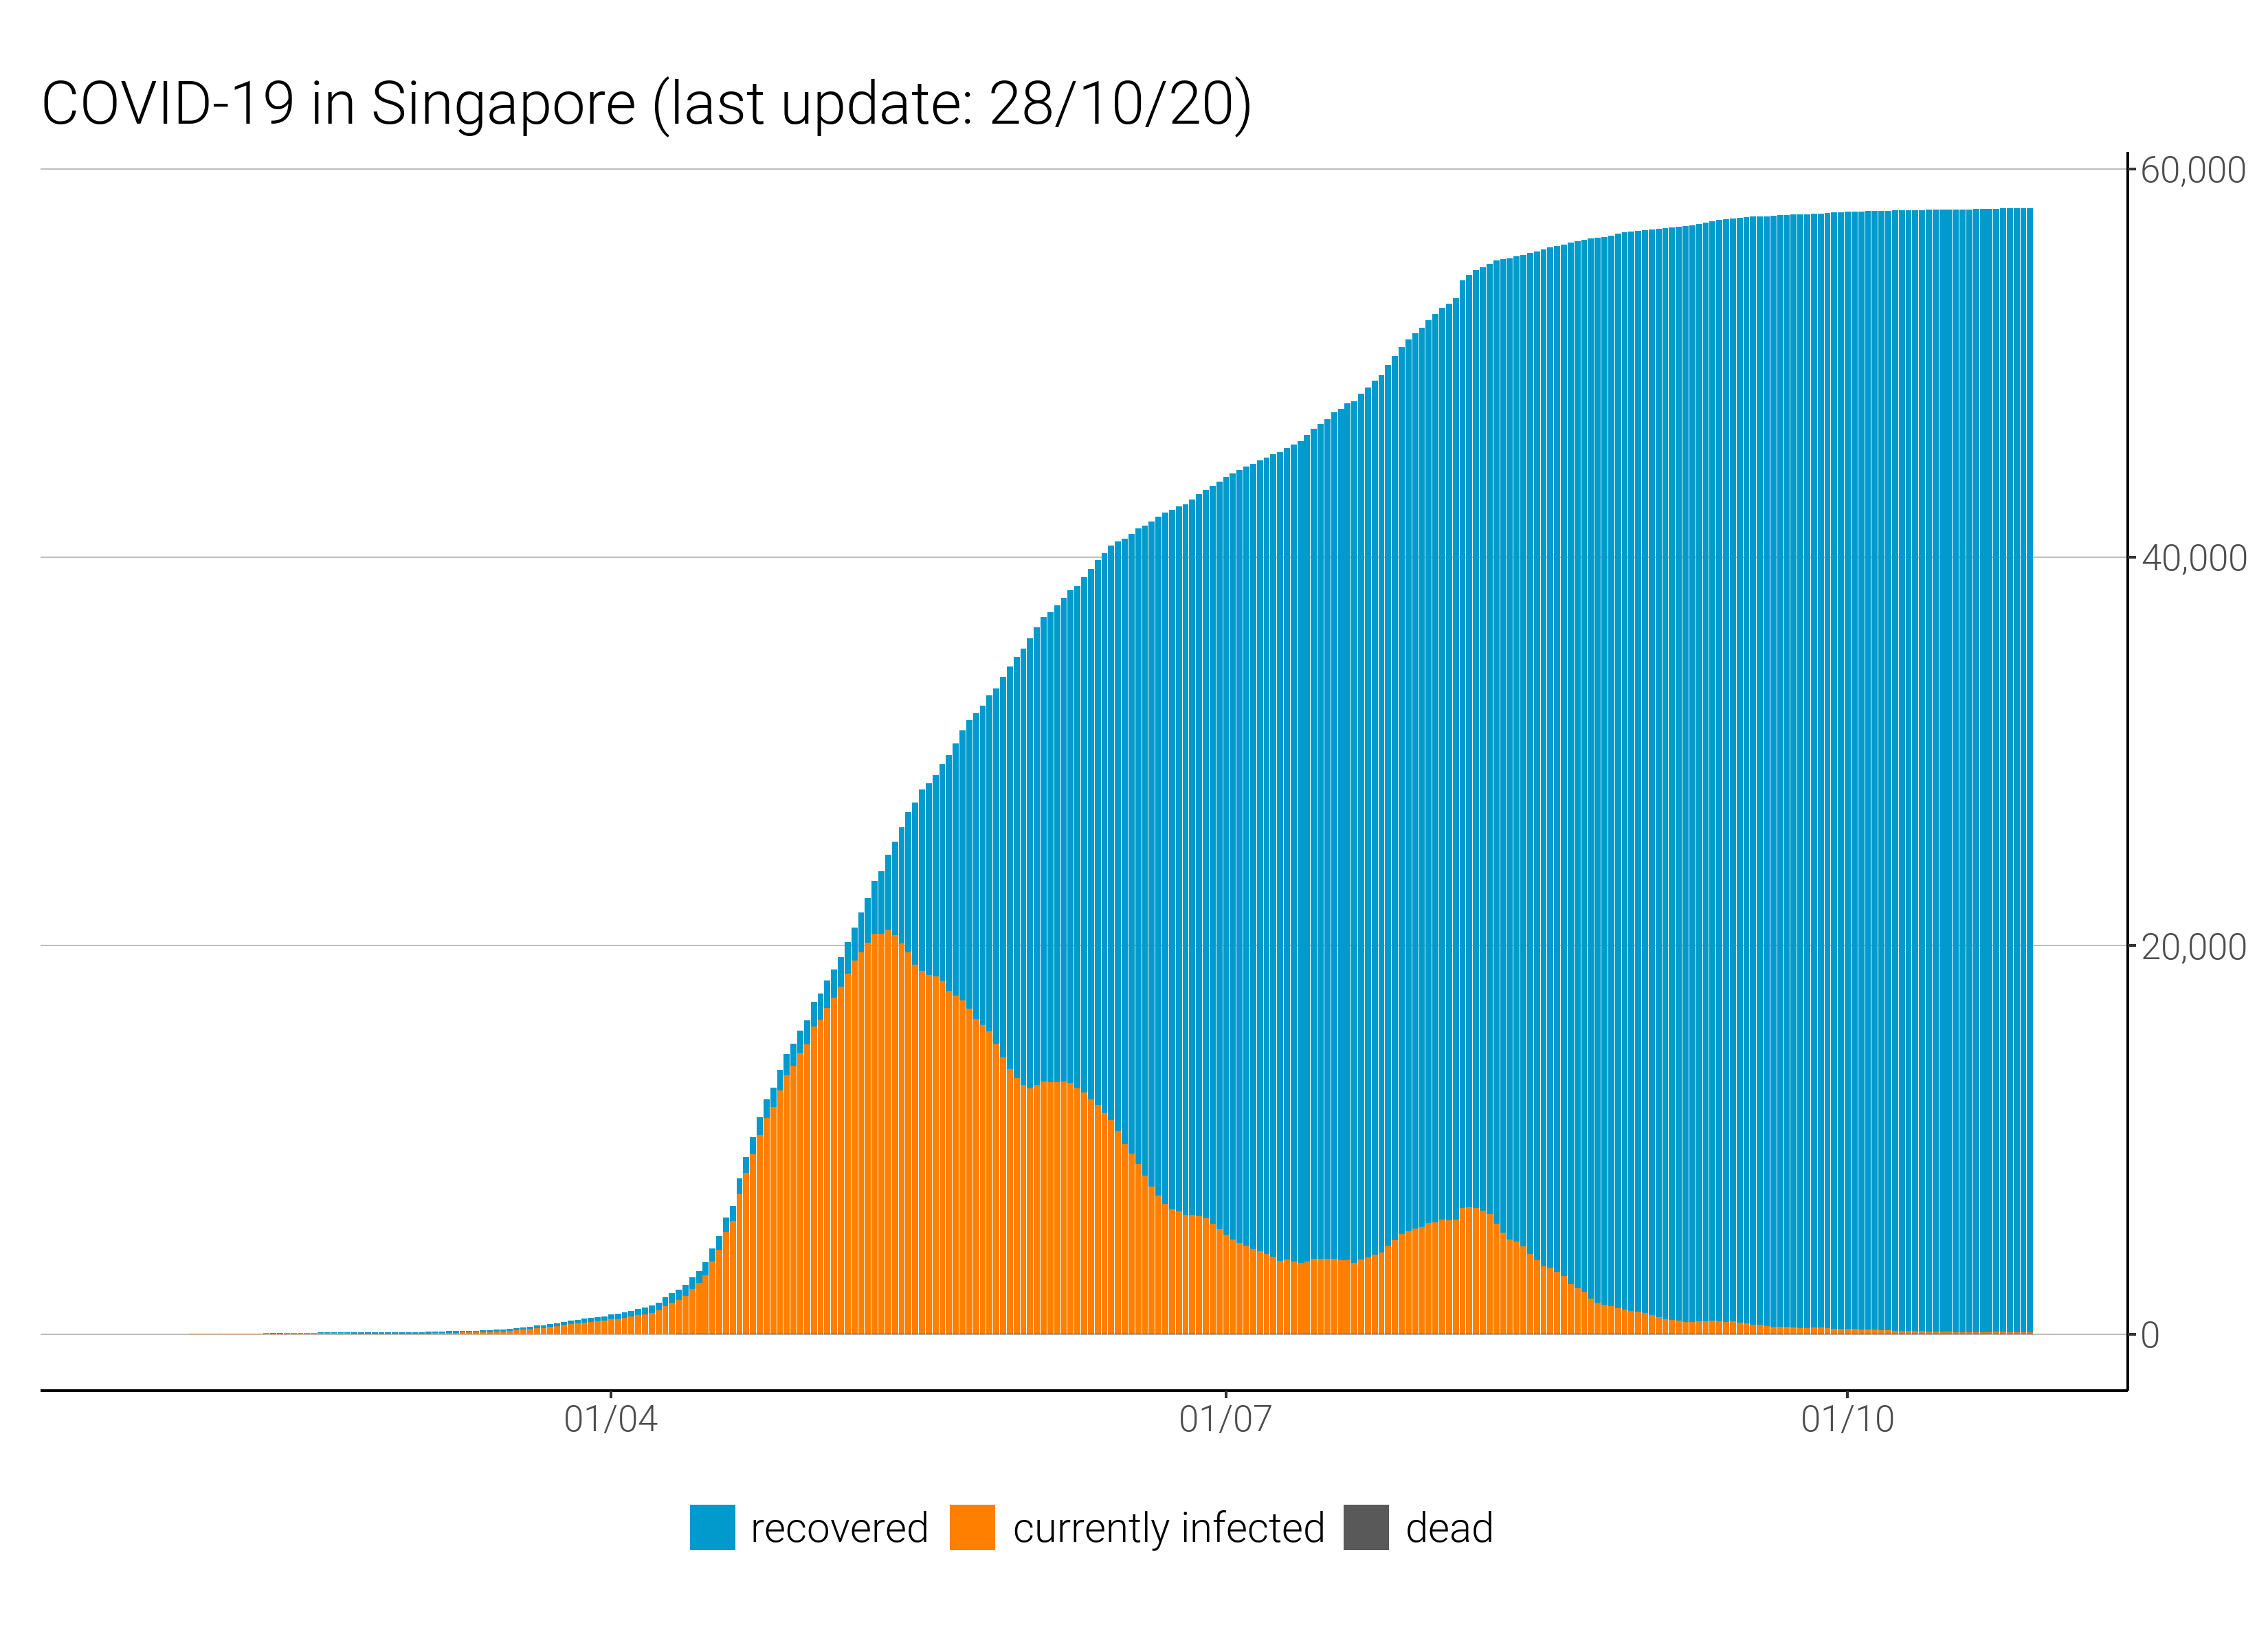 COVID-19 in Singapore (last update: 28/10/20)
60,000
40,000
20,000
0
01/04 01/07 01/10
recovered currently infected dead